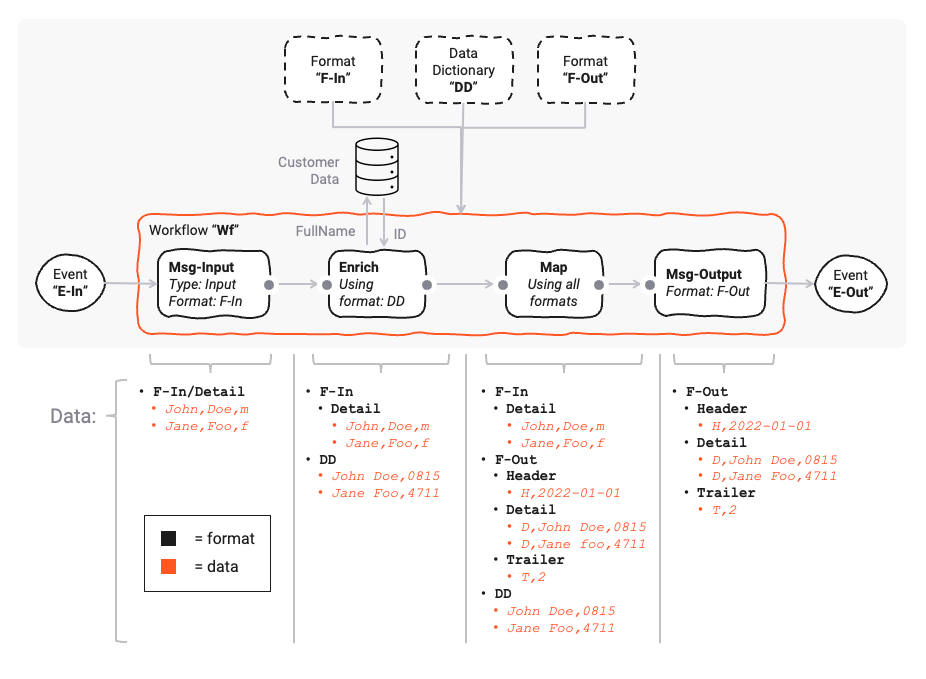 Format
“F-In”
Data
Dictionary
“DD”
Format
“F-Out”
Customer
Data
FullName
ID
Workflow “Wf”
Event
“E-In”
Msg-Input
Type: Input
Format: F-In
Enrich
Using
format: DD
Map
Using all
formats
Msg-Output
Format: F-Out
Event
“E-Out”
Data:
• F-In/Detail
• John,Doe,m
• Jane,Foo,f
= format
= data
• F-In
• Detail
• John,Doe,m
• Jane,Foo,f
• DD
• John Doe,0815
• Jane Foo,4711
• F-In
• Detail
• John,Doe,m
• Jane,Foo,f
• F-Out
• Header
• H,2022-01-01
• Detail
• D,John Doe,0815
• D,Jane foo,4711
• Trailer
• T,2
• DD
• John Doe,0815
• Jane Foo,4711
• F-Out
• Header
• H,2022-01-01
• Detail
• D,John Doe,0815
• D,Jane Foo,4711
• Trailer
• T,2